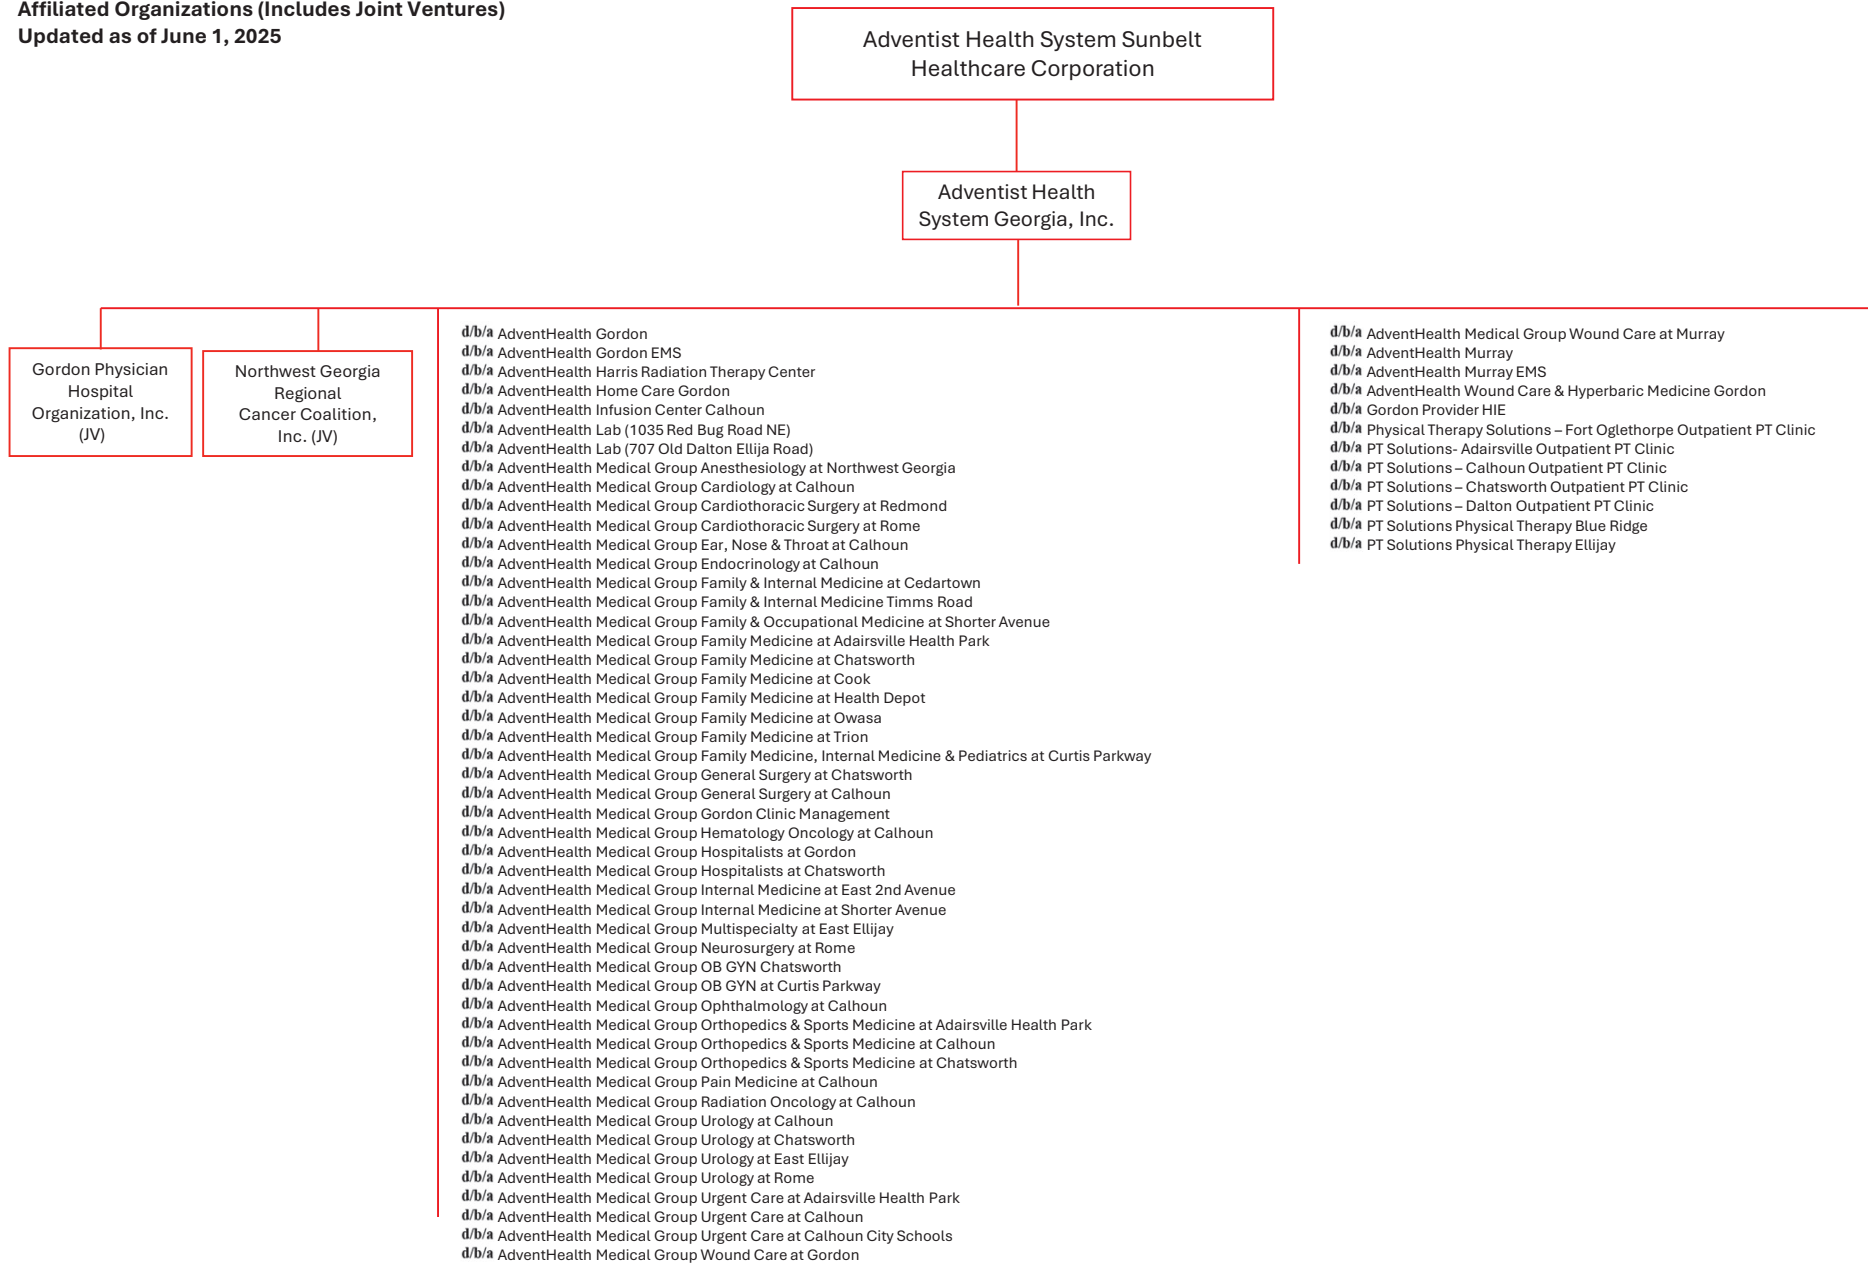 Affiliated Organizations (Includes Joint Ventures)
Updated as of June 1, 2025
Adventist Health System Sunbelt
Healthcare Corporation
Adventist Health
System Georgia, Inc.
Gordon Physician
Hospital
Organization, Inc.
(JV)
Northwest Georgia
Regional
Cancer Coalition,
Inc. (JV)
d/b/a AdventHealth Gordon
d/b/a AdventHealth Gordon EMS
d/b/a AdventHealth Harris Radiation Therapy Center
d/b/a AdventHealth Home Care Gordon
d/b/a AdventHealth Infusion Center Calhoun
d/b/a AdventHealth Lab (1035 Red Bug Road NE)
d/b/a AdventHealth Lab (707 Old Dalton Ellija Road)
d/b/a AdventHealth Medical Group Anesthesiology at Northwest Georgia
d/b/a AdventHealth Medical Group Cardiology at Calhoun
d/b/a AdventHealth Medical Group Cardiothoracic Surgery at Redmond
d/b/a AdventHealth Medical Group Cardiothoracic Surgery at Rome
d/b/a AdventHealth Medical Group Ear, Nose & Throat at Calhoun
d/b/a AdventHealth Medical Group Endocrinology at Calhoun
d/b/a AdventHealth Medical Group Family & Internal Medicine at Cedartown
d/b/a AdventHealth Medical Group Family & Internal Medicine Timms Road
d/b/a AdventHealth Medical Group Family & Occupational Medicine at Shorter Avenue
d/b/a AdventHealth Medical Group Family Medicine at Adairsville Health Park
d/b/a AdventHealth Medical Group Family Medicine at Chatsworth
d/b/a AdventHealth Medical Group Family Medicine at Cook
d/b/a AdventHealth Medical Group Family Medicine at Health Depot
d/b/a AdventHealth Medical Group Family Medicine at Owasa
d/b/a AdventHealth Medical Group Family Medicine at Trion
d/b/a AdventHealth Medical Group Family Medicine, Internal Medicine & Pediatrics at Curtis Parkway
d/b/a AdventHealth Medical Group General Surgery at Chatsworth
d/b/a AdventHealth Medical Group General Surgery at Calhoun
d/b/a AdventHealth Medical Group Gordon Clinic Management
d/b/a AdventHealth Medical Group Hematology Oncology at Calhoun
d/b/a AdventHealth Medical Group Hospitalists at Gordon
d/b/a AdventHealth Medical Group Hospitalists at Chatsworth
d/b/a AdventHealth Medical Group Internal Medicine at East 2nd Avenue
d/b/a AdventHealth Medical Group Internal Medicine at Shorter Avenue
d/b/a AdventHealth Medical Group Multispecialty at East Ellijay
d/b/a AdventHealth Medical Group Neurosurgery at Rome
d/b/a AdventHealth Medical Group OB GYN Chatsworth
d/b/a AdventHealth Medical Group OB GYN at Curtis Parkway
d/b/a AdventHealth Medical Group Ophthalmology at Calhoun
d/b/a AdventHealth Medical Group Orthopedics & Sports Medicine at Adairsville Health Park
d/b/a AdventHealth Medical Group Orthopedics & Sports Medicine at Calhoun
d/b/a AdventHealth Medical Group Orthopedics & Sports Medicine at Chatsworth
d/b/a AdventHealth Medical Group Pain Medicine at Calhoun
d/b/a AdventHealth Medical Group Radiation Oncology at Calhoun
d/b/a AdventHealth Medical Group Urology at Calhoun
d/b/a AdventHealth Medical Group Urology at Chatsworth
d/b/a AdventHealth Medical Group Urology at East Ellijay
d/b/a AdventHealth Medical Group Urology at Rome
d/b/a AdventHealth Medical Group Urgent Care at Adairsville Health Park
d/b/a AdventHealth Medical Group Urgent Care at Calhoun
d/b/a AdventHealth Medical Group Urgent Care at Calhoun City Schools
d/b/a AdventHealth Medical Group Wound Care at Gordon
d/b/a AdventHealth Medical Group Wound Care at Murray
d/b/a AdventHealth Murray
d/b/a AdventHealth Murray EMS
d/b/a AdventHealth Wound Care & Hyperbaric Medicine Gordon
d/b/a Gordon Provider HIE
d/b/a Physical Therapy Solutions – Fort Oglethorpe Outpatient PT Clinic
d/b/a PT Solutions- Adairsville Outpatient PT Clinic
d/b/a PT Solutions – Calhoun Outpatient PT Clinic
d/b/a PT Solutions – Chatsworth Outpatient PT Clinic
d/b/a PT Solutions – Dalton Outpatient PT Clinic
d/b/a PT Solutions Physical Therapy Blue Ridge
d/b/a PT Solutions Physical Therapy Ellijay